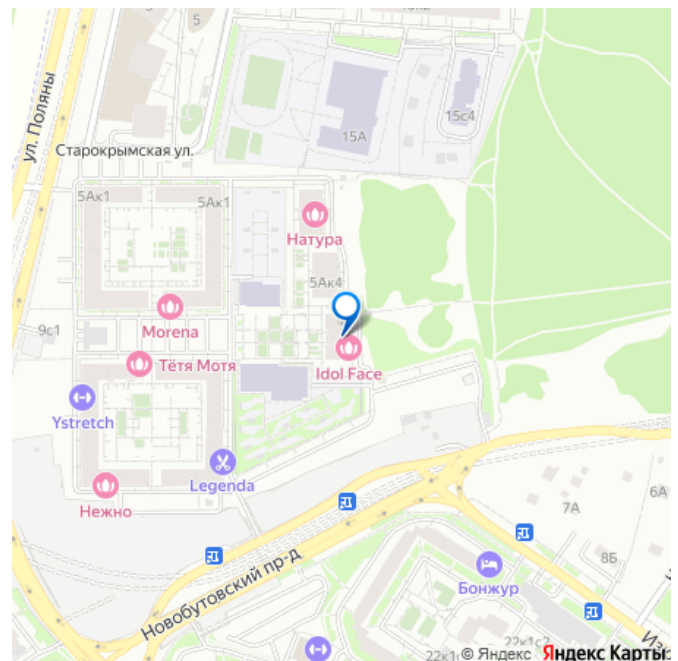 5
15с4
15А
ул. Поляны
Старокрымская ул.
5Ак1
5Ак1
Натура
5Ак4
9с1
Morena
Тётя Мотя
Idol Face
Ystretch
Legenda
Нежно
6А
7А
8Б
Новобутовский пр-д
Бонжур
22к1с2
© Яндекс Яндекс Карты